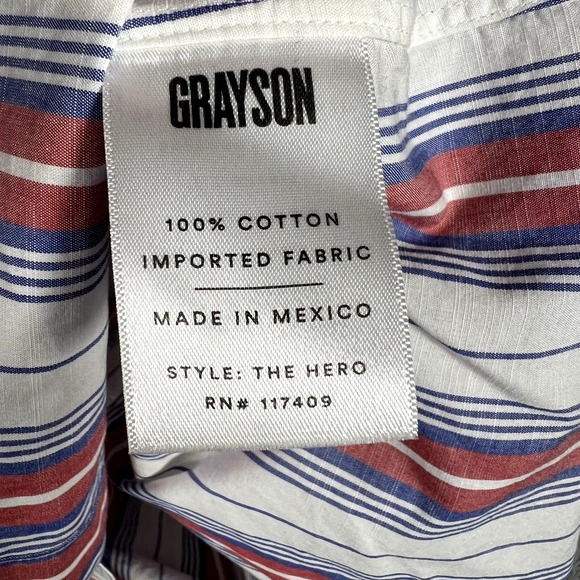 GRAYSON
100% COTTON
IMPORTED FABRIC
MADE IN MEXICO
STYLE: THE HERO
RN# 117409